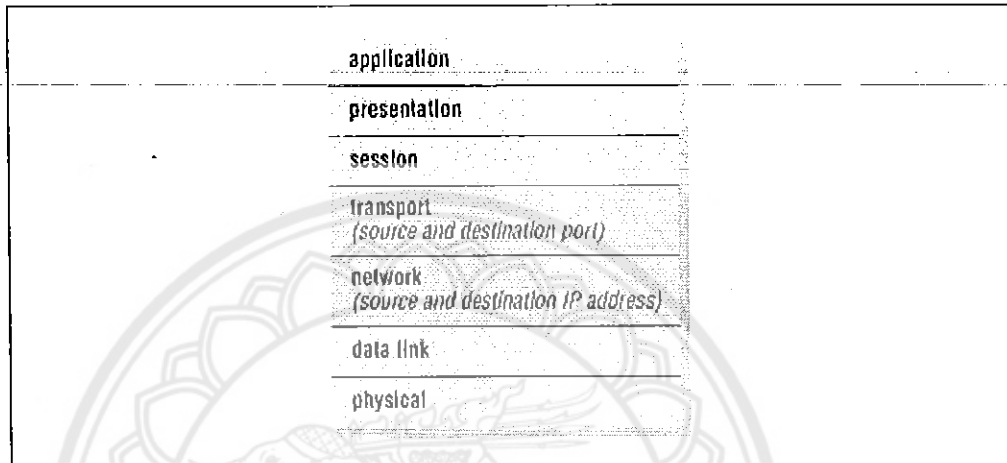 application
presentation
session
transport
(source and destination port)
network
(source and destination IP address)
data link
physical